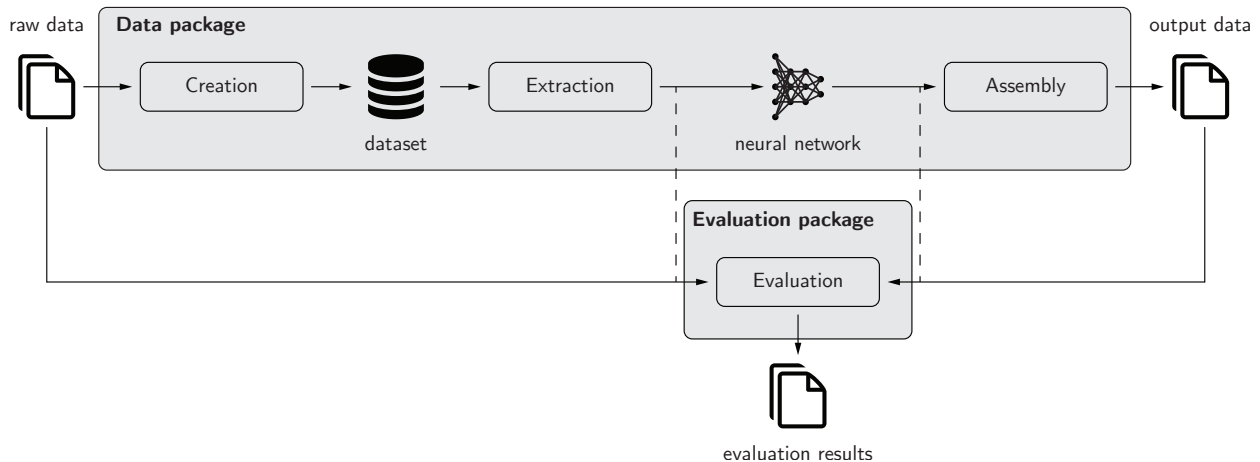 raw data
Data package
output data
Creation
Extraction
Assembly
dataset
neural network
Evaluation package
Evaluation
evaluation results